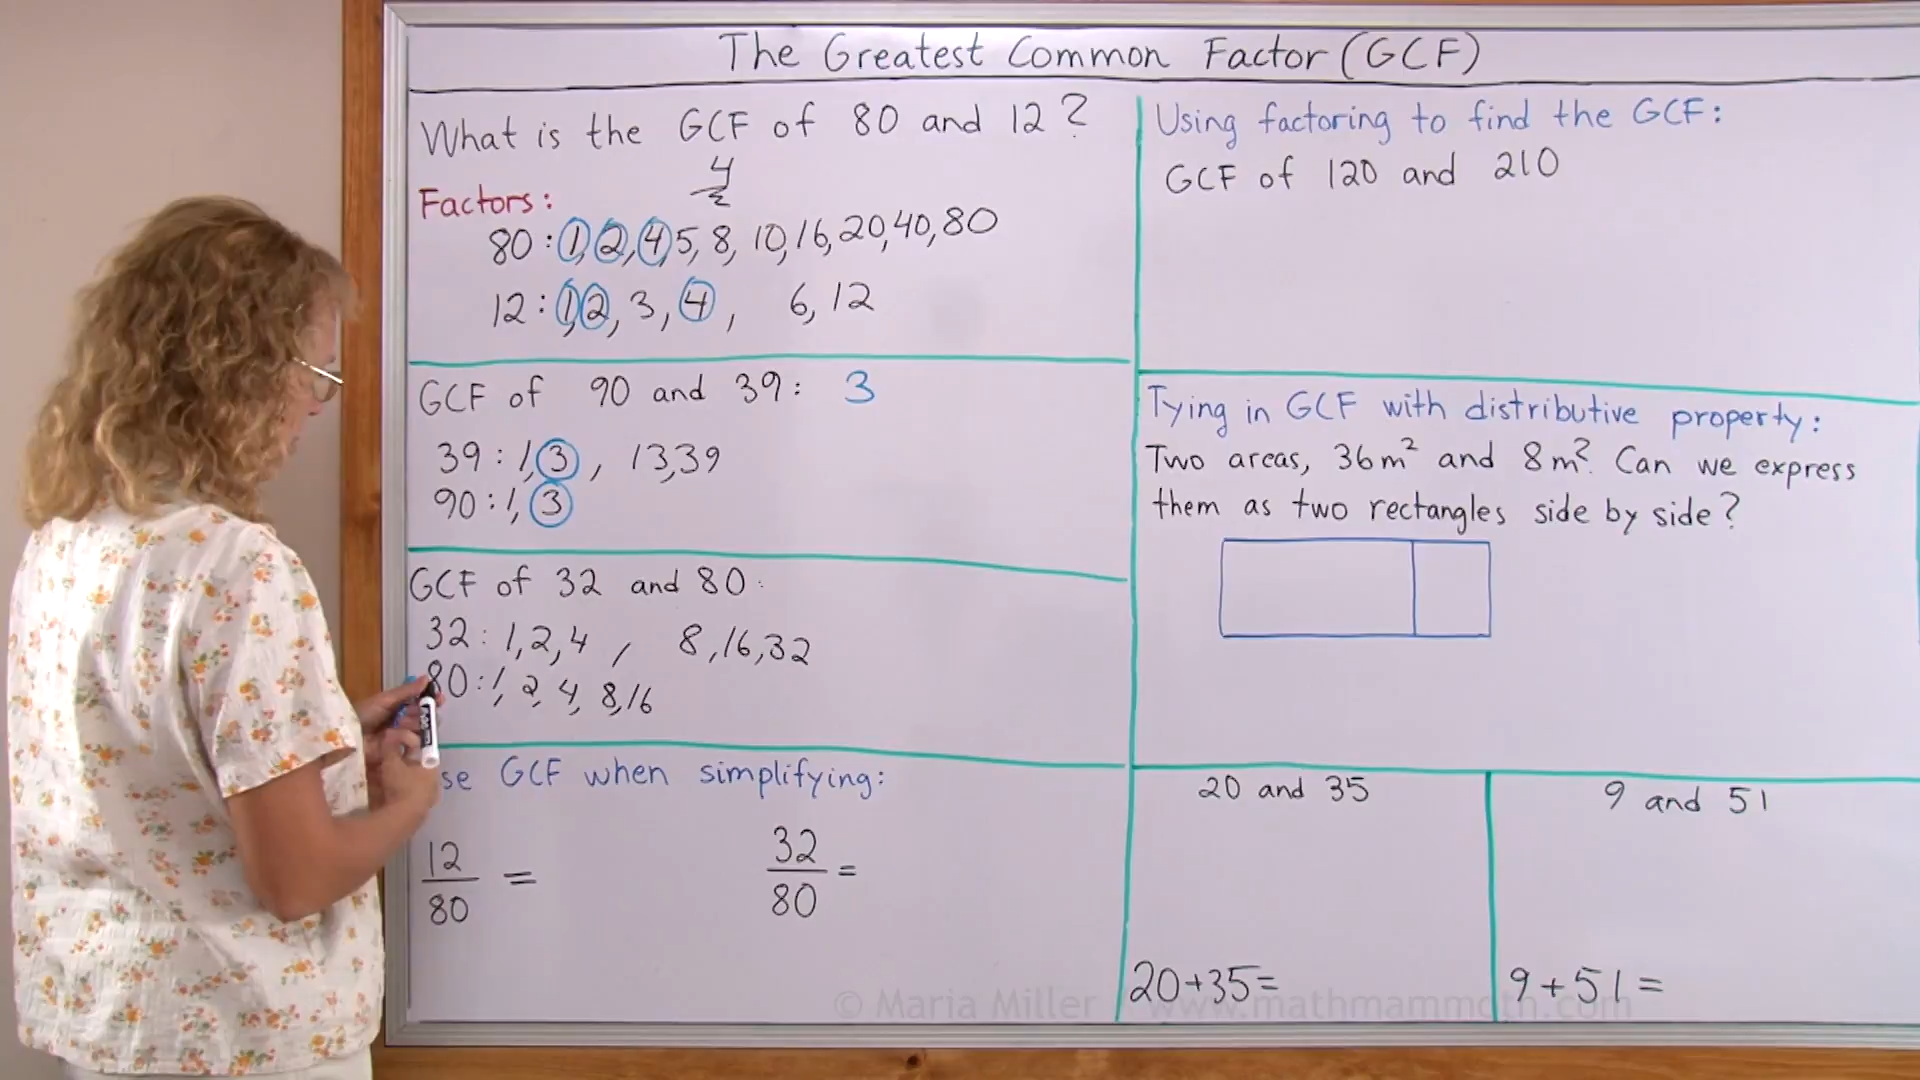 The Greatest Common Factor (GCF)
What is the GCF of 80 and 12?
4
Factors:
80: 1, 2, 4, 5, 8, 10, 16, 20, 40, 80
12: 1, 2, 3, 4, 6, 12
GCF of 90 and 39: 3
39: 1, 3, 13, 39
90: 1, 3
GCF of 32 and 80:
32: 1, 2, 4, 8, 16, 32
80: 1, 2, 4, 8, 16
se GCF when simplifying:
12/80 =
32/80 =
Using factoring to find the GCF:
GCF of 120 and 210
Tying in GCF with distributive property:
Two areas, 36m² and 8m². Can we express
them as two rectangles side by side?
20 and 35
20+35=
9 and 51
9+51=
© Maria Miller www.mathmammoth.com